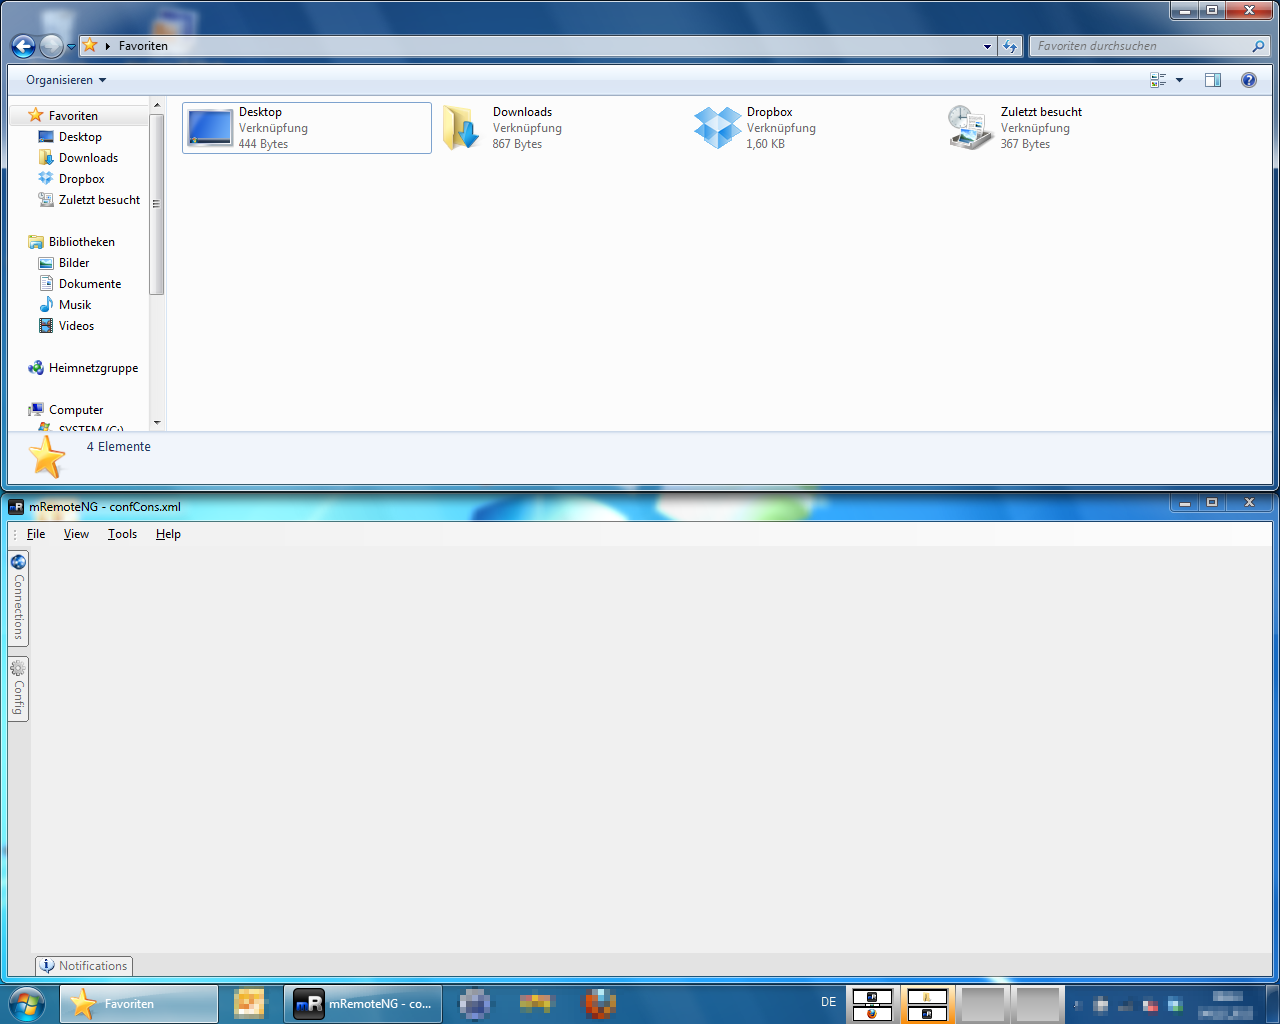 Favoriten
Favoriten durchsuchen
Organisieren
Favoriten
Desktop
Downloads
Dropbox
Zuletzt besucht
Bibliotheken
Bilder
Dokumente
Musik
Videos
Heimnetzgruppe
Computer
SYSTEM (C:)
Desktop
Verknüpfung
444 Bytes
Downloads
Verknüpfung
867 Bytes
Dropbox
Verknüpfung
1,60 KB
Zuletzt besucht
Verknüpfung
367 Bytes
4 Elemente
mRemoteNG - confCons.xml
File View Tools Help
Connections
Config
Notifications
Favoriten
mR
mRemoteNG - co...
DE